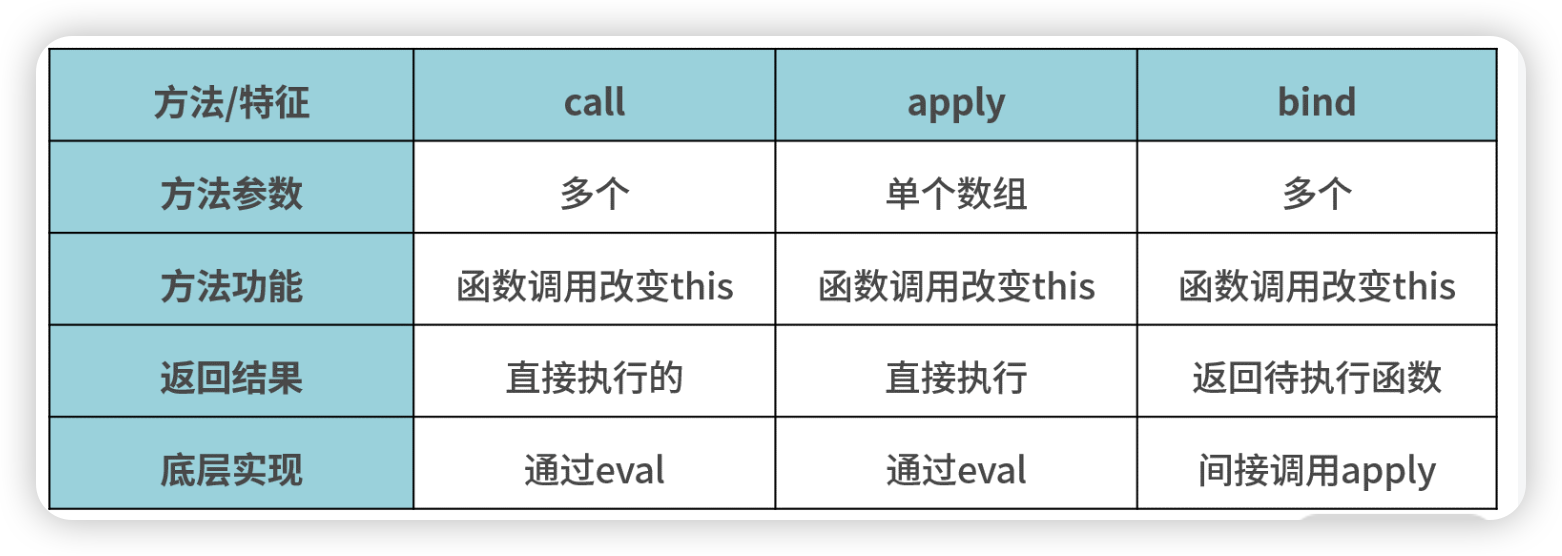 方法/特征 call apply bind
方法参数 多个 单个数组 多个
方法功能 函数调用改变this 函数调用改变this 函数调用改变this
返回结果 直接执行的 直接执行 返回待执行函数
底层实现 通过eval 通过eval 间接调用apply